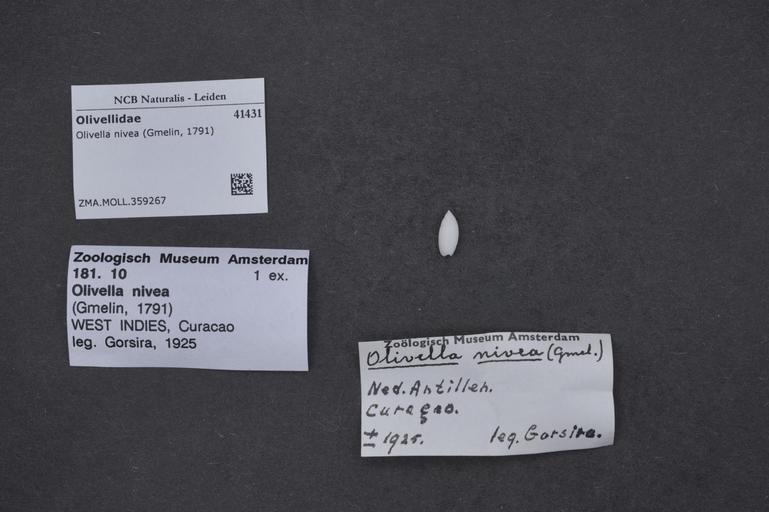 NCB Naturalis - Leiden
Olivellidae 41431
Olivella nivea (Gmelin, 1791)
ZMA.MOLL.359267
Zoologisch Museum Amsterdam
181. 10 1 ex.
Olivella nivea
(Gmelin, 1791)
WEST INDIES, Curacao
leg. Gorsira, 1925
Zoölogisch Museum Amsterdam
Olivella nivea (Gmel.)
Ned. Antillen.
Curaçao.
± 1925. leg. Gorsira.